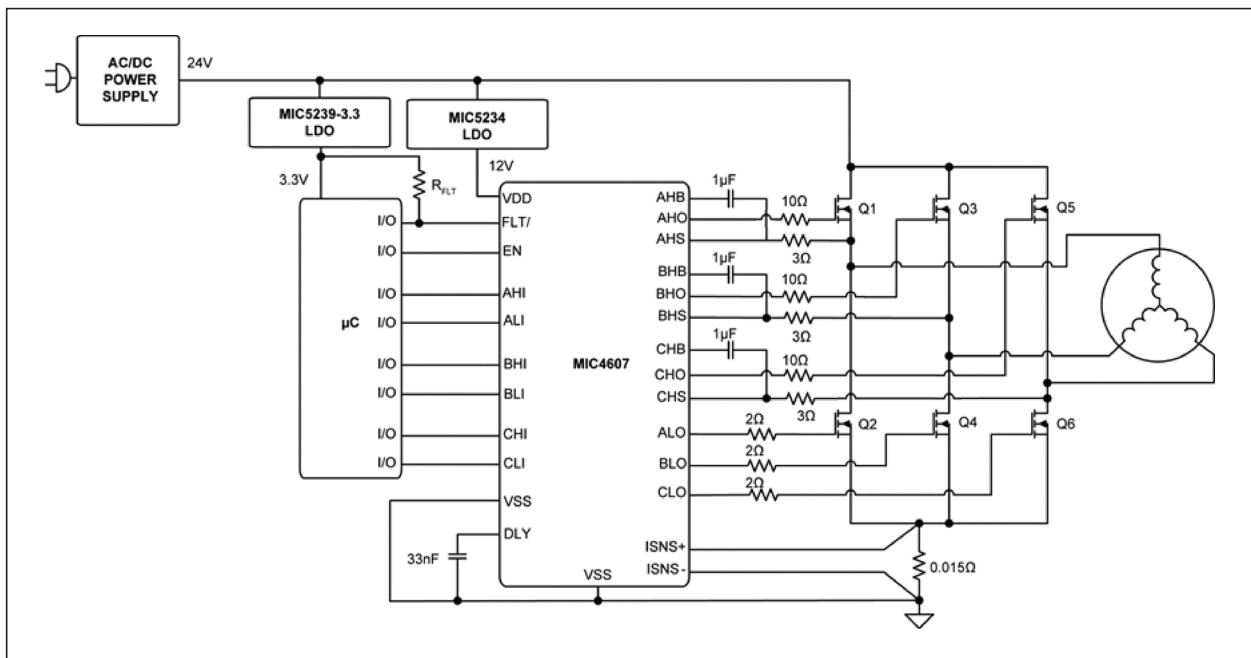 AC/DC
POWER
SUPPLY
24V
MIC5239-3.3
LDO
MIC5234
LDO
3.3V
R_FLT
12V
I/O
I/O
I/O
I/O
I/O
I/O
I/O
I/O
µC
VDD
FLT/
EN
AHI
ALI
BHI
BLI
CHI
CLI
VSS
DLY
33nF
MIC4607
VSS
AHB
AHO
AHS
BHB
BHO
BHS
CHB
CHO
CHS
ALO
BLO
CLO
ISNS+
ISNS-
1µF
10Ω
3Ω
1µF
10Ω
3Ω
1µF
10Ω
3Ω
2Ω
2Ω
2Ω
Q1
Q3
Q5
Q2
Q4
Q6
0.015Ω